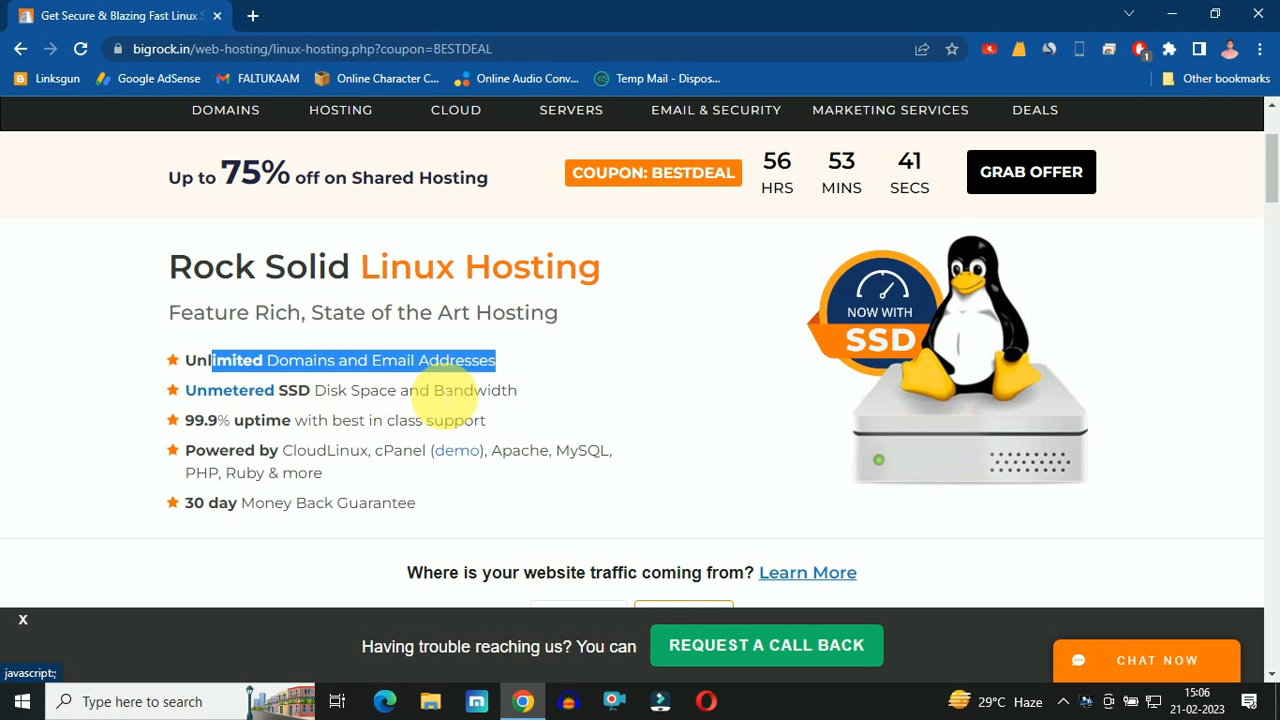 Get Secure & Blazing Fast Linux S
bigrock.in/web-hosting/linux-hosting.php?coupon=BESTDEAL
Linksgun
Google AdSense
FALTUKAAM
Online Character C...
Online Audio Conv...
Temp Mail - Dispos...
Other bookmarks
DOMAINS HOSTING CLOUD SERVERS EMAIL & SECURITY MARKETING SERVICES DEALS
Up to 75% off on Shared Hosting
COUPON: BESTDEAL
56 53 41
HRS MINS SECS
GRAB OFFER
Rock Solid Linux Hosting
Feature Rich, State of the Art Hosting
Unlimited Domains and Email Addresses
Unmetered SSD Disk Space and Bandwidth
99.9% uptime with best in class support
Powered by CloudLinux, cPanel (demo), Apache, MySQL,
PHP, Ruby & more
30 day Money Back Guarantee
NOW WITH
SSD
Where is your website traffic coming from? Learn More
X
Having trouble reaching us? You can
REQUEST A CALL BACK
CHAT NOW
javascript:;
Type here to search
29°C Haze
15:06
21-02-2023